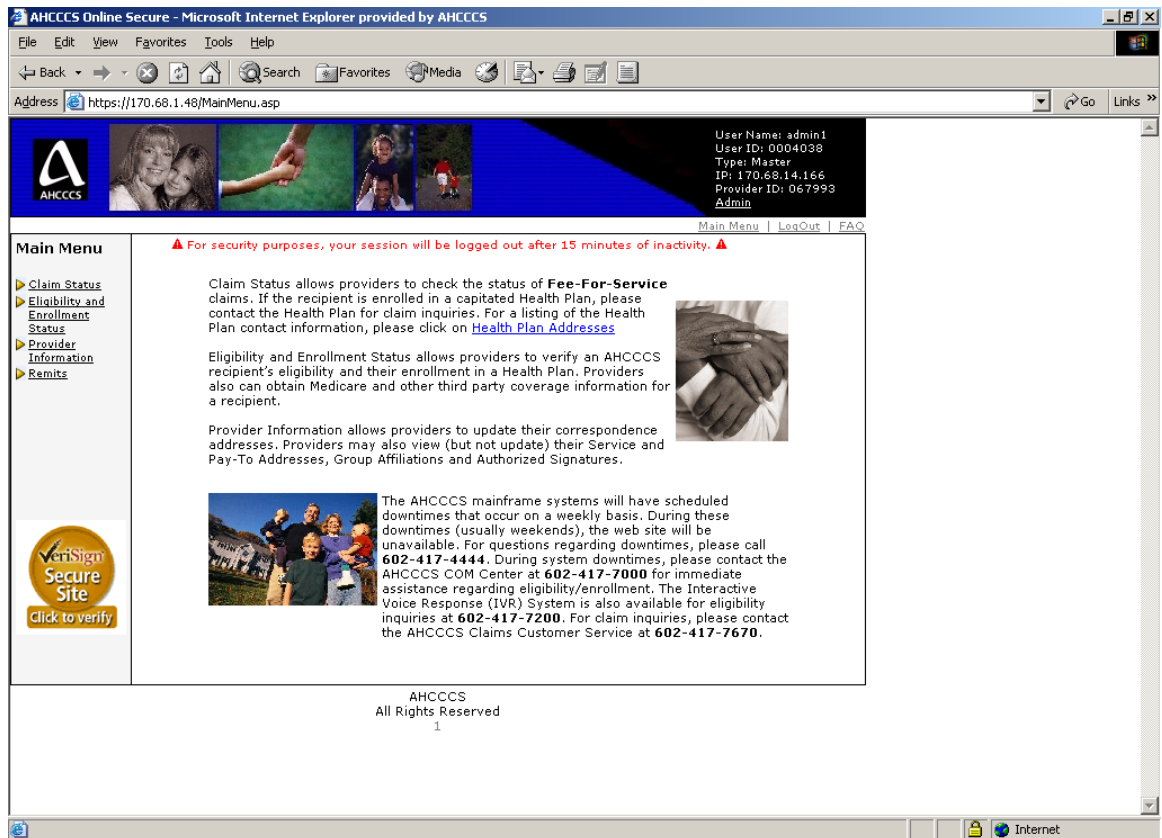 AHCCCS Online Secure - Microsoft Internet Explorer provided by AHCCCS
File Edit View Favorites Tools Help
Back Search Favorites Media
Address https://170.68.1.48/MainMenu.asp Go Links »
AHCCCS
User Name: admin1
User ID: 0004038
Type: Master
IP: 170.68.14.166
Provider ID: 067993
Admin
Main Menu | LogOut | FAQ
Main Menu
Claim Status
Eligibility and
Enrollment
Status
Provider
Information
Remits
VeriSign
Secure
Site
Click to verify
For security purposes, your session will be logged out after 15 minutes of inactivity.
Claim Status allows providers to check the status of Fee-For-Service
claims. If the recipient is enrolled in a capitated Health Plan, please
contact the Health Plan for claim inquiries. For a listing of the Health
Plan contact information, please click on Health Plan Addresses
Eligibility and Enrollment Status allows providers to verify an AHCCCS
recipient's eligibility and their enrollment in a Health Plan. Providers
also can obtain Medicare and other third party coverage information for
a recipient.
Provider Information allows providers to update their correspondence
addresses. Providers may also view (but not update) their Service and
Pay-To Addresses, Group Affiliations and Authorized Signatures.
The AHCCCS mainframe systems will have scheduled
downtimes that occur on a weekly basis. During these
downtimes (usually weekends), the web site will be
unavailable. For questions regarding downtimes, please call
602-417-4444. During system downtimes, please contact the
AHCCCS COM Center at 602-417-7000 for immediate
assistance regarding eligibility/enrollment. The Interactive
Voice Response (IVR) System is also available for eligibility
inquiries at 602-417-7200. For claim inquiries, please contact
the AHCCCS Claims Customer Service at 602-417-7670.
AHCCCS
All Rights Reserved
1
Internet